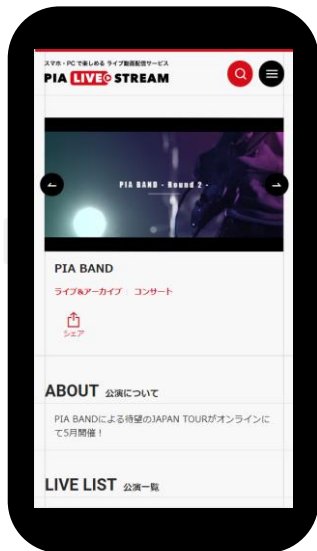 スマホ・PCで楽しめる ライブ動画配信サービス
PIA LIVE STREAM
PIA BAND - Round 2 -
PIA BAND
ライブ&アーカイブ コンサート
シェア
ABOUT 公演について
PIA BANDによる待望のJAPAN TOURがオンラインに
て5月開催！
LIVE LIST 公演一覧